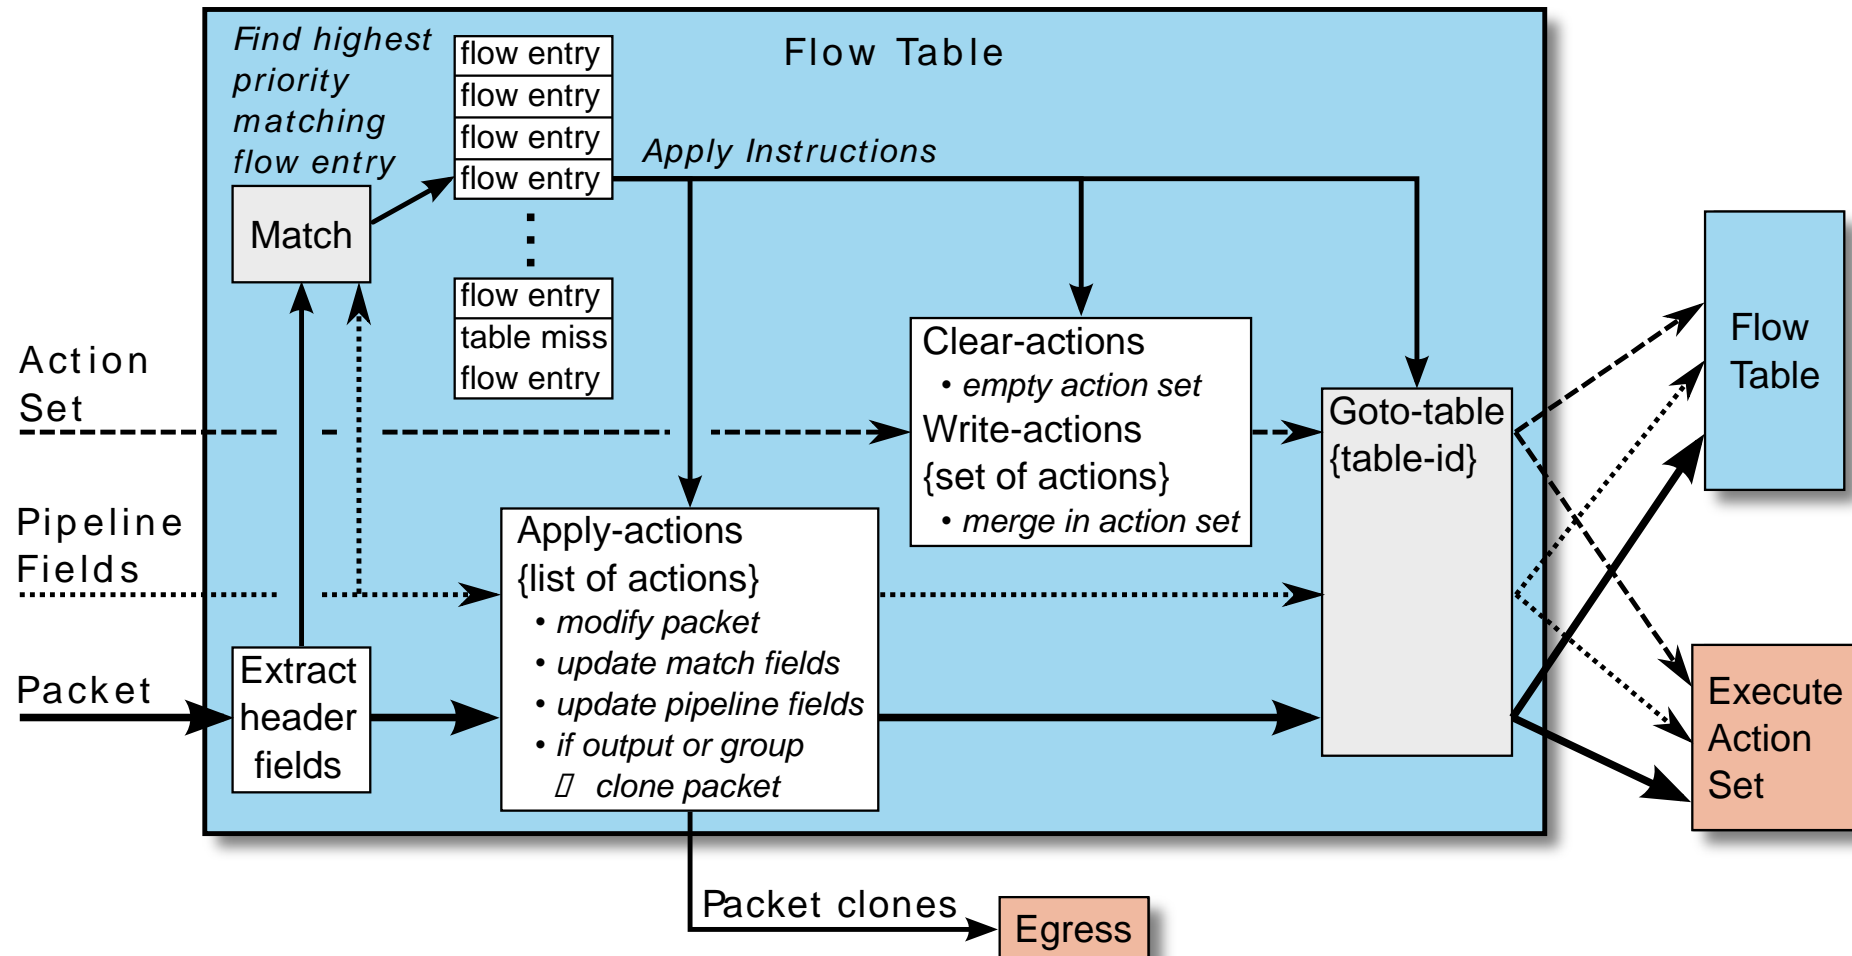 Find highest
priority
matching
flow entry
flow entry
flow entry
flow entry
flow entry
Flow Table
Apply Instructions
Match
flow entry
table miss
flow entry
Action
Set
Pipeline
Fields
Packet
Extract
header
fields
Apply-actions
{list of actions}
• modify packet
• update match fields
• update pipeline fields
• if output or group
▯ clone packet
Clear-actions
• empty action set
Write-actions
{set of actions}
• merge in action set
Goto-table
{table-id}
Flow
Table
Execute
Action
Set
Packet clones
Egress